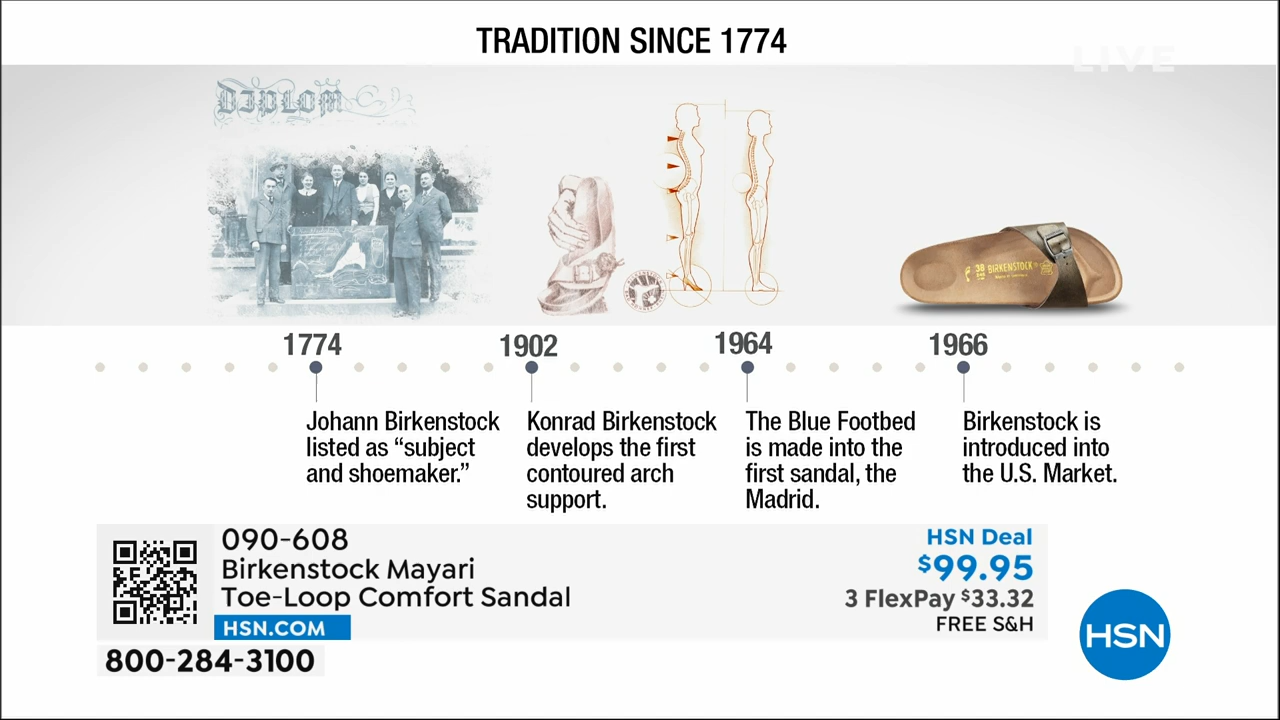 TRADITION SINCE 1774
LIVE
Diplom
38
BIRKENSTOCK
1774
1902
1964
1966
Johann Birkenstock
listed as “subject
and shoemaker.”
Konrad Birkenstock
develops the first
contoured arch
support.
The Blue Footbed
is made into the
first sandal, the
Madrid.
Birkenstock is
introduced into
the U.S. Market.
090-608
Birkenstock Mayari
Toe-Loop Comfort Sandal
HSN.COM
800-284-3100
HSN Deal
$99.95
3 FlexPay $33.32
FREE S&H
HSN